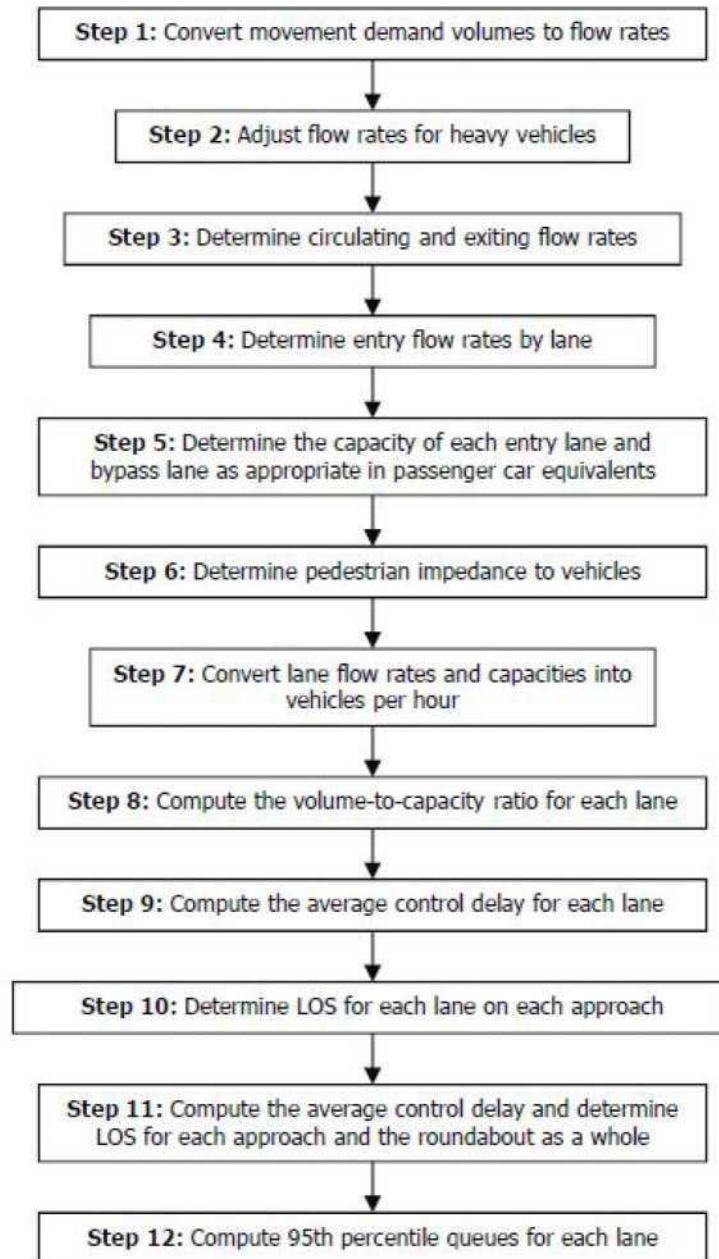 Step 1: Convert movement demand volumes to flow rates
Step 2: Adjust flow rates for heavy vehicles
Step 3: Determine circulating and exiting flow rates
Step 4: Determine entry flow rates by lane
Step 5: Determine the capacity of each entry lane and
bypass lane as appropriate in passenger car equivalents
Step 6: Determine pedestrian impedance to vehicles
Step 7: Convert lane flow rates and capacities into
vehicles per hour
Step 8: Compute the volume-to-capacity ratio for each lane
Step 9: Compute the average control delay for each lane
Step 10: Determine LOS for each lane on each approach
Step 11: Compute the average control delay and determine
LOS for each approach and the roundabout as a whole
Step 12: Compute 95th percentile queues for each lane